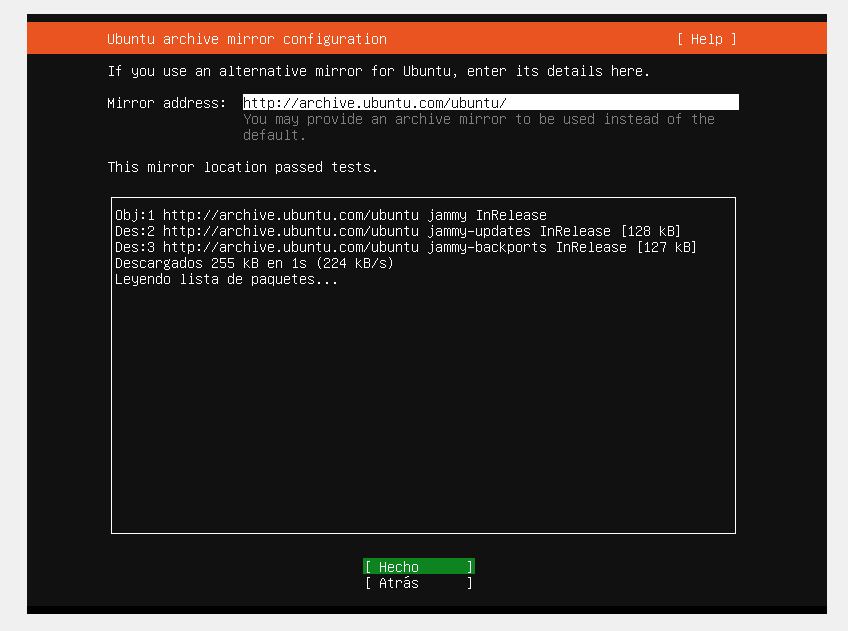 Ubuntu archive mirror configuration [ Help ]
If you use an alternative mirror for Ubuntu, enter its details here.
Mirror address: http://archive.ubuntu.com/ubuntu/
You may provide an archive mirror to be used instead of the
default.
This mirror location passed tests.
Obj:1 http://archive.ubuntu.com/ubuntu jammy InRelease
Des:2 http://archive.ubuntu.com/ubuntu jammy-updates InRelease [128 kB]
Des:3 http://archive.ubuntu.com/ubuntu jammy-backports InRelease [127 kB]
Descargados 255 kB en 1s (224 kB/s)
Leyendo lista de paquetes...
[ Hecho ]
[ Atrás ]